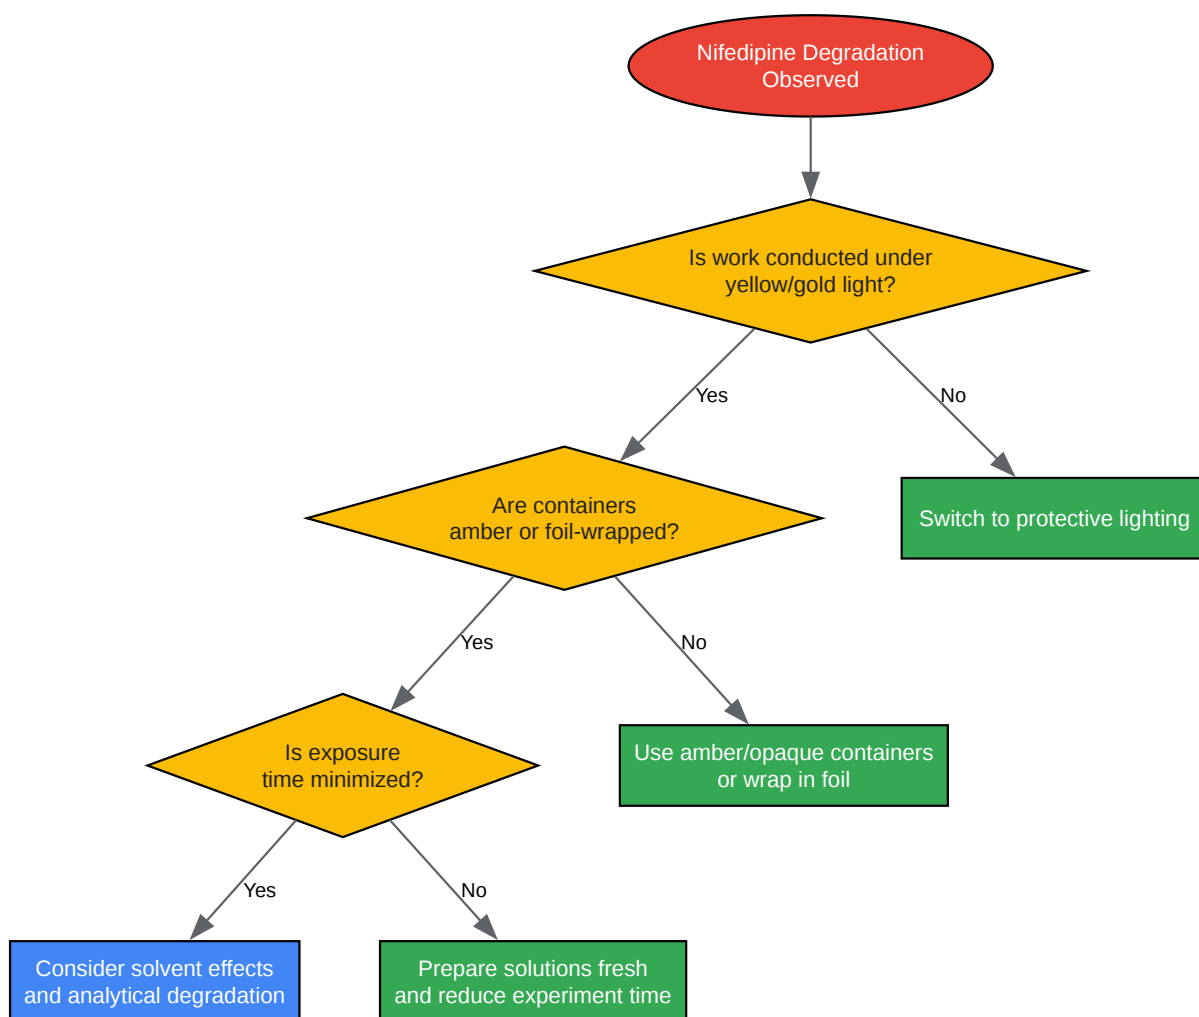 Nifedipine Degradation
Observed
Is work conducted under
yellow/gold light?
Yes
No
Are containers
amber or foil-wrapped?
Switch to protective lighting
Yes
No
Is exposure
time minimized?
Use amber/opaque containers
or wrap in foil
Yes
No
Consider solvent effects
and analytical degradation
Prepare solutions fresh
and reduce experiment time